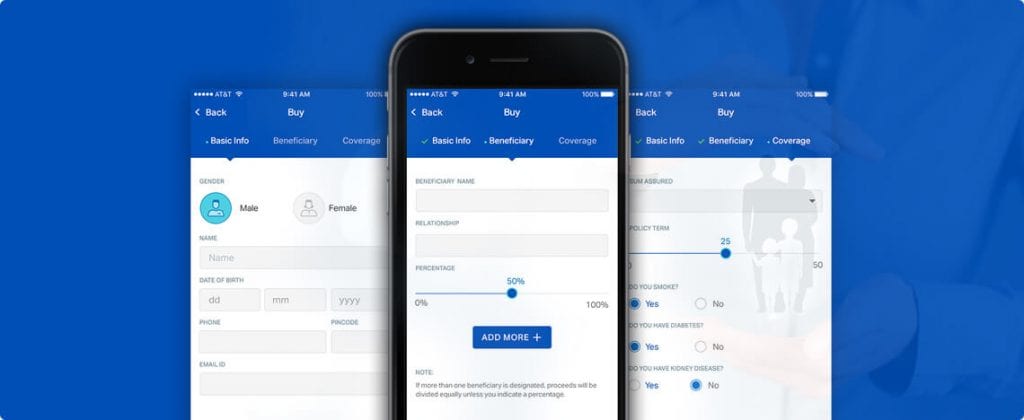 AT&T 9:41 AM 100%
Back Buy
Basic Info Beneficiary Coverage
GENDER
Male Female
NAME
Name
DATE OF BIRTH
dd mm yyyy
PHONE PINCODE
EMAIL ID
AT&T 9:41 AM 100%
Back Buy
Basic Info Beneficiary Coverage
BENEFICIARY NAME
RELATIONSHIP
PERCENTAGE
50%
0% 100%
ADD MORE +
NOTE:
If more than one beneficiary is designated, proceeds will be
divided equally unless you indicate a percentage.
AT&T 9:41 AM 100%
Back Buy
Basic Info Beneficiary Coverage
SUM ASSURED
POLICY TERM
25
0 50
DO YOU SMOKE?
Yes No
DO YOU HAVE DIABETES?
Yes No
DO YOU HAVE KIDNEY DISEASE?
Yes No